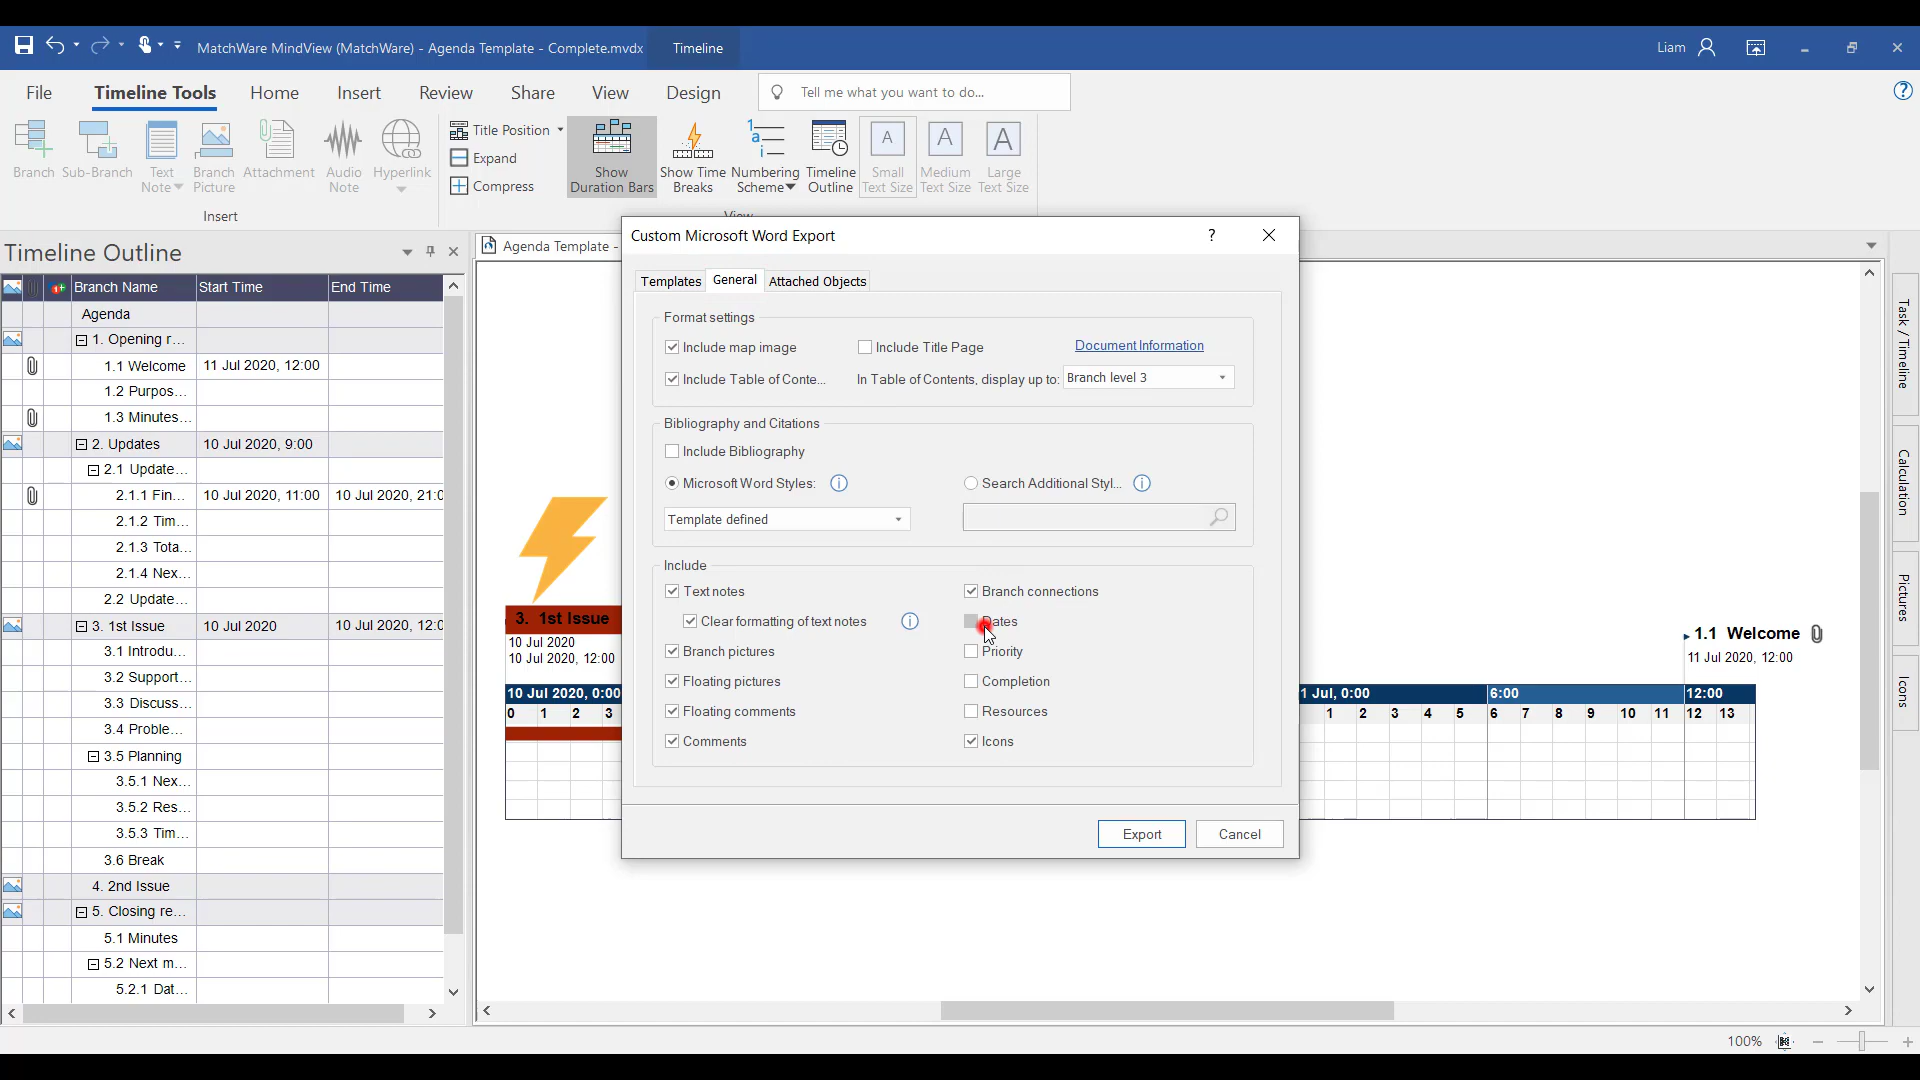 MatchWare MindView (MatchWare) - Agenda Template - Complete.mvdx
Timeline
Liam
File
Timeline Tools
Home
Insert
Review
Share
View
Design
Tell me what you want to do...
Branch
Sub-Branch
Text Note
Branch Picture
Attachment
Audio Note
Hyperlink
Insert
Title Position
Expand
Compress
Show Duration Bars
Show Time Breaks
Numbering Scheme
Timeline Outline
Small Text Size
Medium Text Size
Large Text Size
View
Timeline Outline
Branch Name Start Time End Time
Agenda
1. Opening r...
1.1 Welcome 11 Jul 2020, 12:00
1.2 Purpos...
1.3 Minutes...
2. Updates 10 Jul 2020, 9:00
2.1 Update...
2.1.1 Fin... 10 Jul 2020, 11:00 10 Jul 2020, 21:0
2.1.2 Tim...
2.1.3 Tota...
2.1.4 Nex...
2.2 Update...
3. 1st Issue 10 Jul 2020 10 Jul 2020, 12:0
3.1 Introdu...
3.2 Support...
3.3 Discuss...
3.4 Proble...
3.5 Planning
3.5.1 Nex...
3.5.2 Res...
3.5.3 Tim...
3.6 Break
4. 2nd Issue
5. Closing re...
5.1 Minutes
5.2 Next m...
5.2.1 Dat...
Agenda Template -
3. 1st Issue
10 Jul 2020
10 Jul 2020, 12:00
10 Jul 2020, 0:00
0 1 2 3
Custom Microsoft Word Export
?
Templates General Attached Objects
Format settings
Include map image
Include Title Page
Document Information
Include Table of Conte...
In Table of Contents, display up to: Branch level 3
Bibliography and Citations
Include Bibliography
Microsoft Word Styles:
Search Additional Styl...
Template defined
Include
Text notes
Branch connections
Clear formatting of text notes
Dates
Branch pictures
Priority
Floating pictures
Completion
Floating comments
Resources
Comments
Icons
Export
Cancel
1.1 Welcome
11 Jul 2020, 12:00
1 Jul, 0:00 6:00 12:00
1 2 3 4 5 6 7 8 9 10 11 12 13
Task / Timeline
Calculation
Pictures
Icons
100%